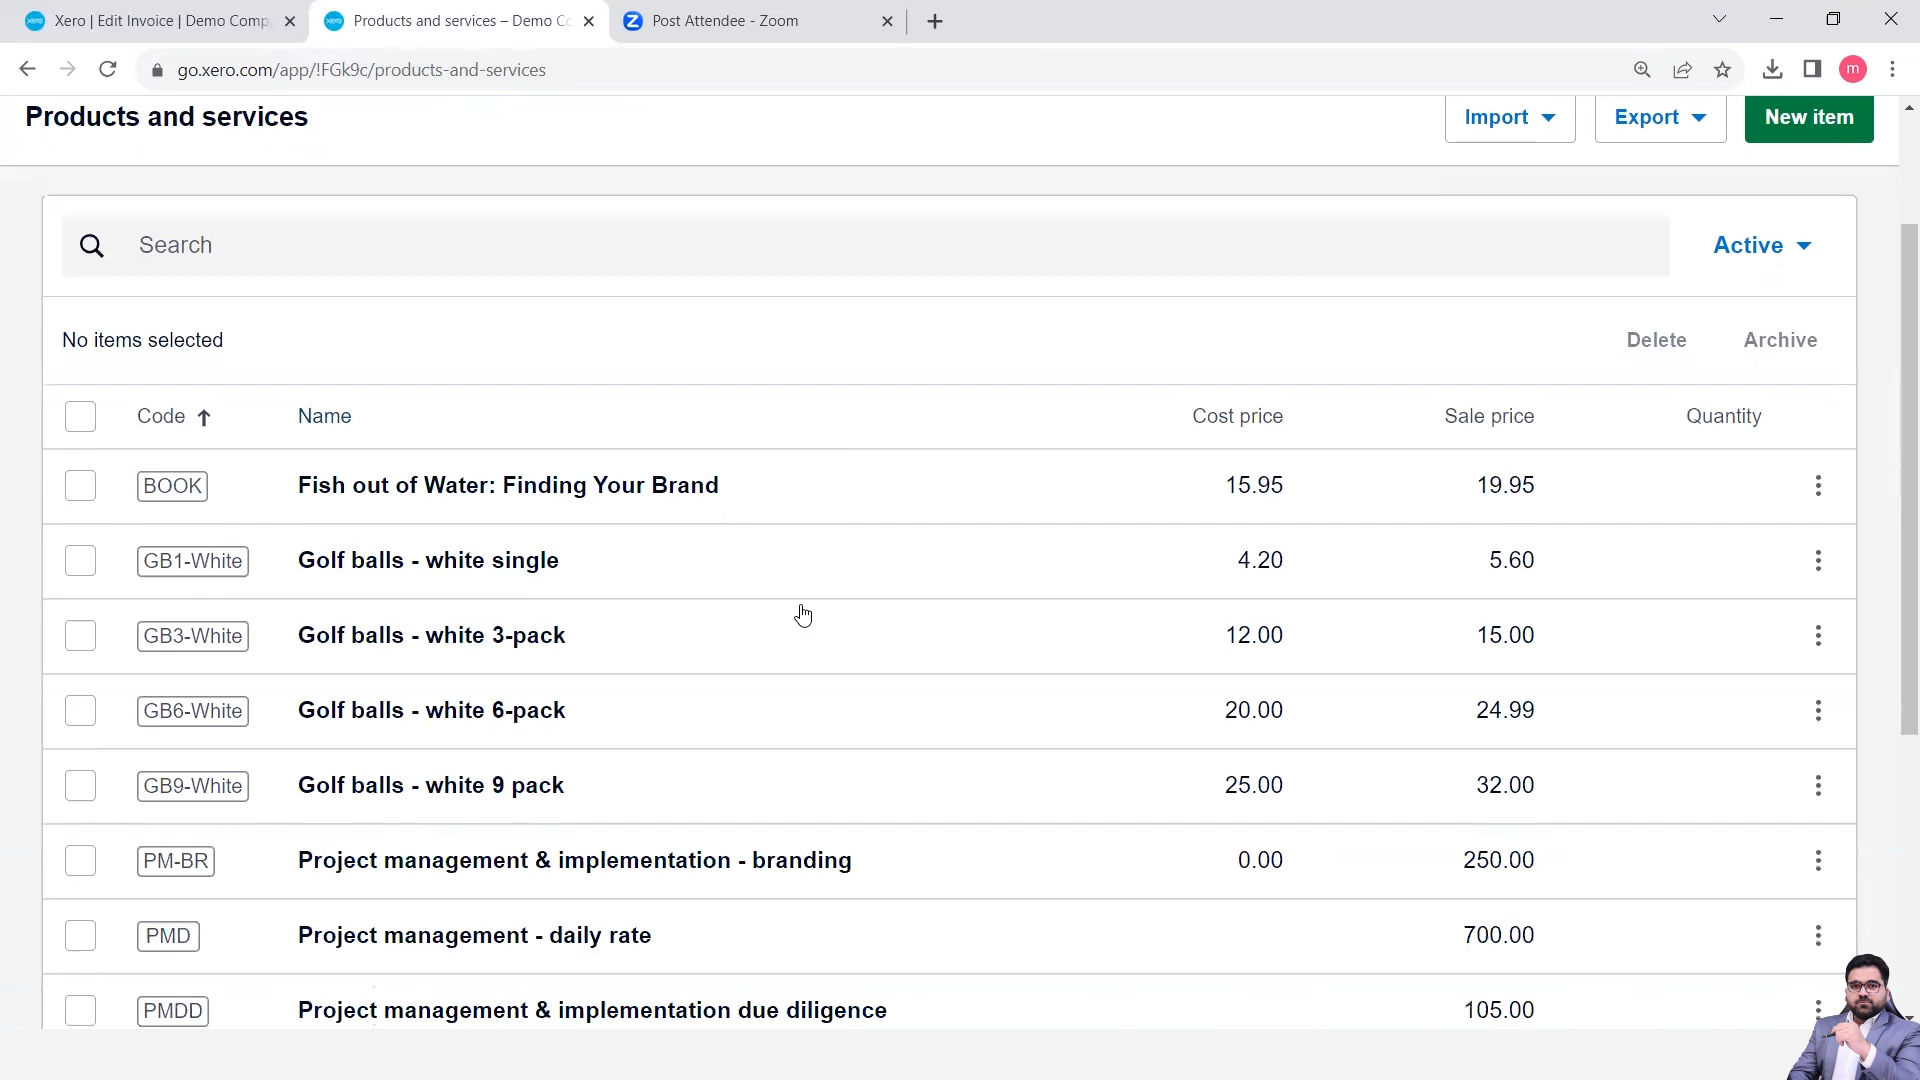 Xero | Edit Invoice | Demo Comp
Products and services – Demo Co
Post Attendee - Zoom
go.xero.com/app/!FGk9c/products-and-services
m
Products and services
Import
Export
New item
Search
Active
No items selected
Delete
Archive
Code
Name
Cost price
Sale price
Quantity
BOOK
Fish out of Water: Finding Your Brand
15.95
19.95
GB1-White
Golf balls - white single
4.20
5.60
GB3-White
Golf balls - white 3-pack
12.00
15.00
GB6-White
Golf balls - white 6-pack
20.00
24.99
GB9-White
Golf balls - white 9 pack
25.00
32.00
PM-BR
Project management & implementation - branding
0.00
250.00
PMD
Project management - daily rate
700.00
PMDD
Project management & implementation due diligence
105.00